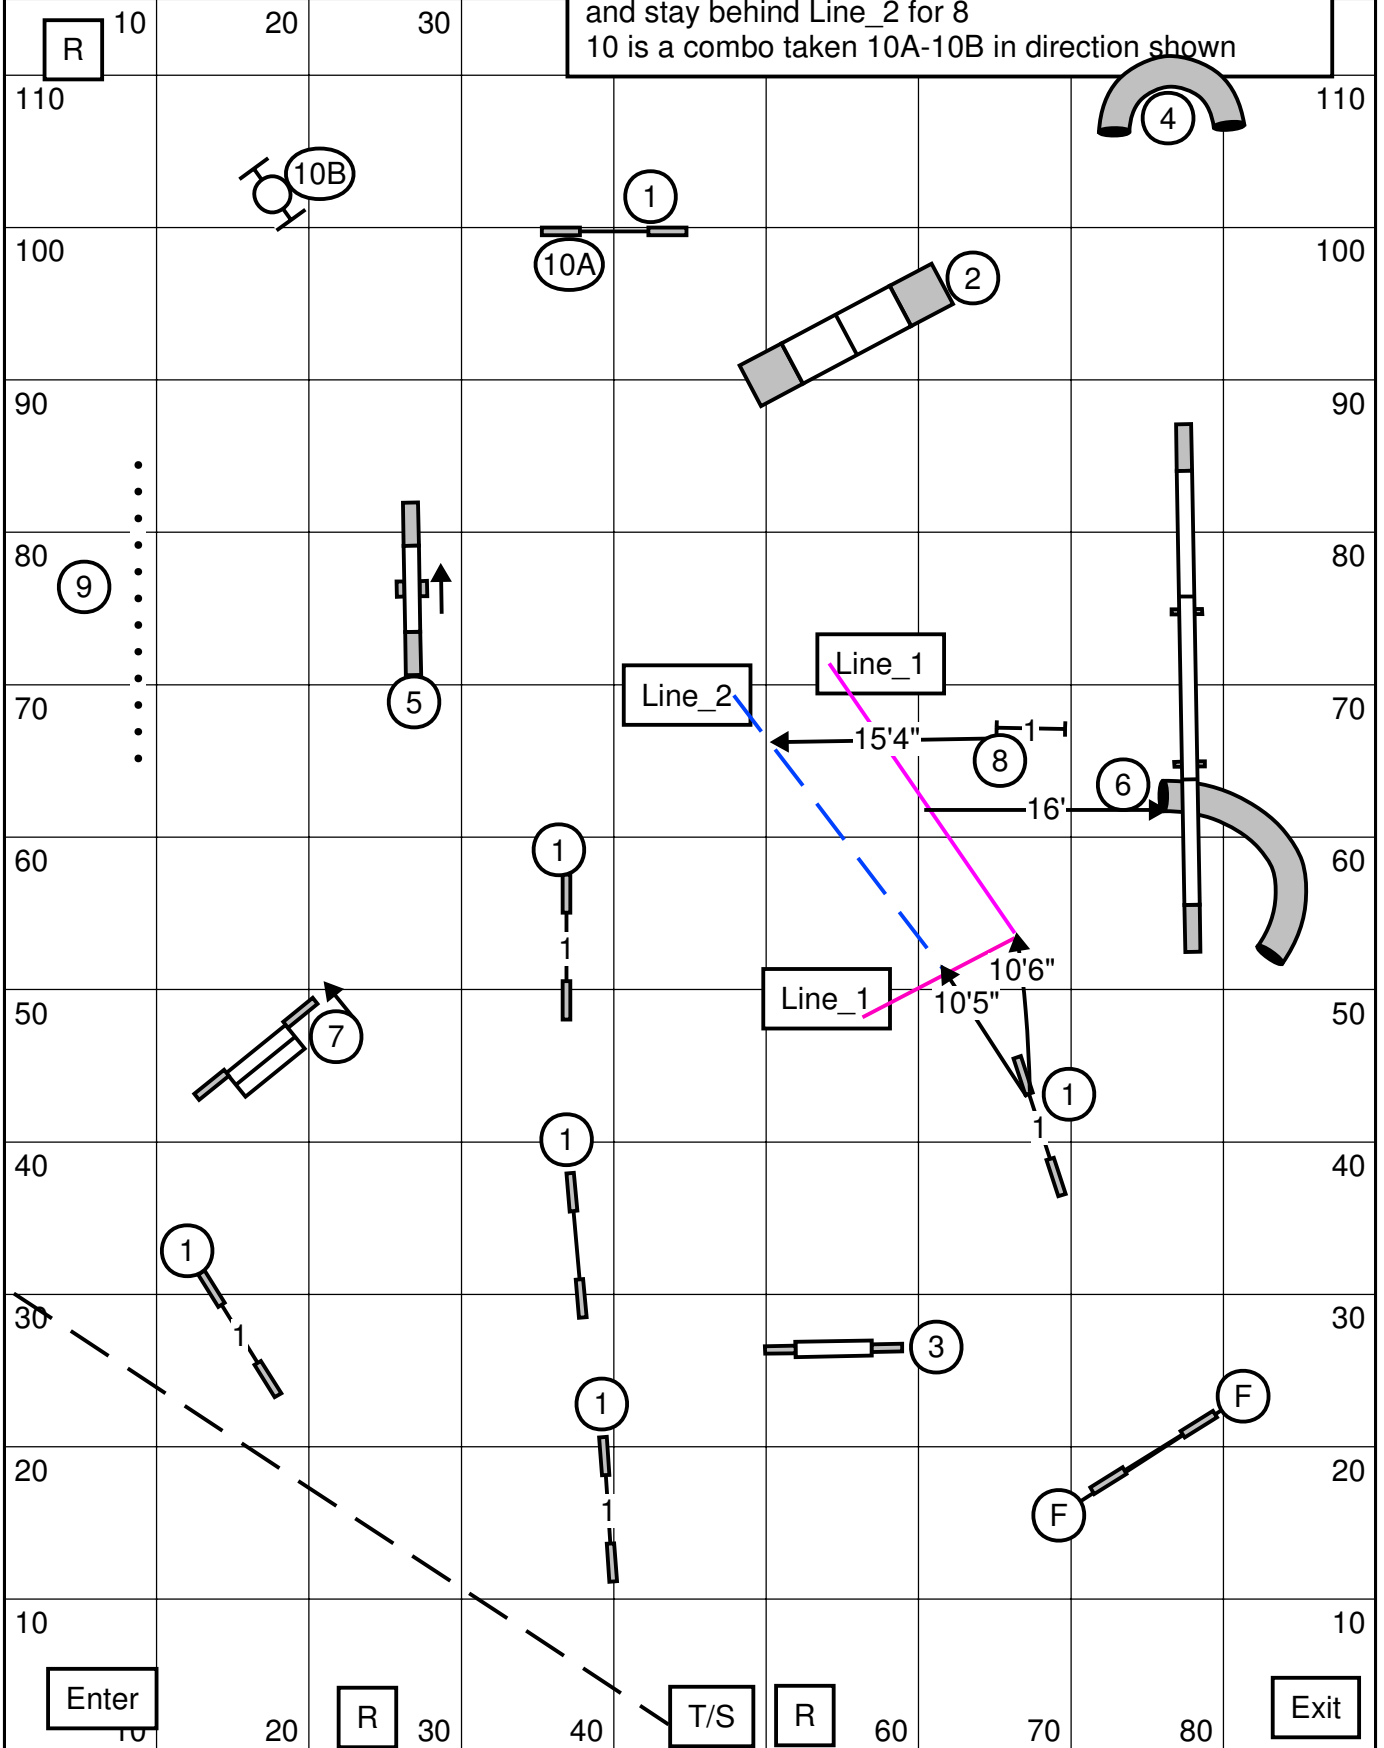 and stay behind Line_2 for 8
10 is a combo taken 10A-10B in direction shown
10 20 30
R
110 110
4
10B
1
100 10A 100
2
90 90
80 80
9
Line_1
Line_2
5
70 70
1
15'4"
8
6
16'
1
60 60
1
10'6"
Line_1 10'5"
50 50
7
1
1
1
40 40
1
1
30 30
3
1
F
20 20
1
F
10 10
Enter R T/S R Exit
10 20 30 40 60 70 80